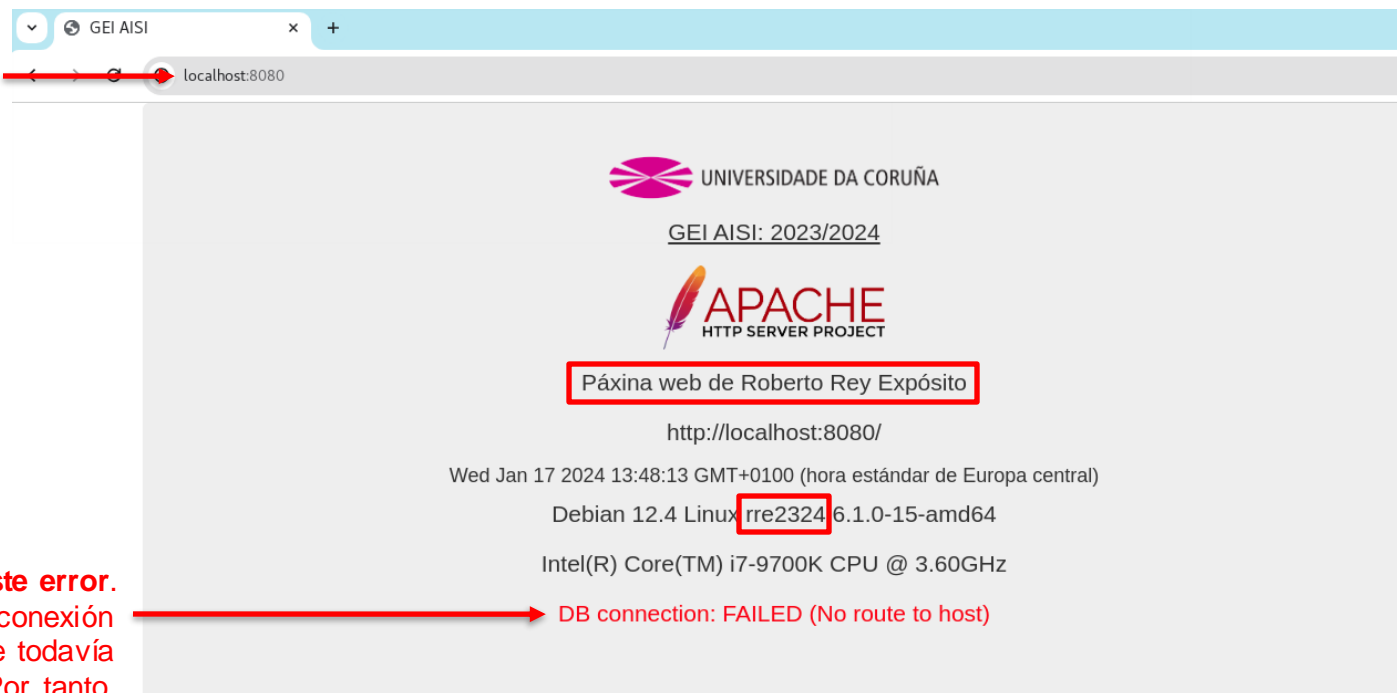 GEI AISI
localhost:8080
UNIVERSIDADE DA CORUÑA
GEI AISI: 2023/2024
APACHE
HTTP SERVER PROJECT
Páxina web de Roberto Rey Expósito
http://localhost:8080/
Wed Jan 17 2024 13:48:13 GMT+0100 (hora estándar de Europa central)
Debian 12.4 Linux rre2324 6.1.0-15-amd64
Intel(R) Core(TM) i7-9700K CPU @ 3.60GHz
ste error.
conexión
DB connection: FAILED (No route to host)
e todavía
Por tanto,